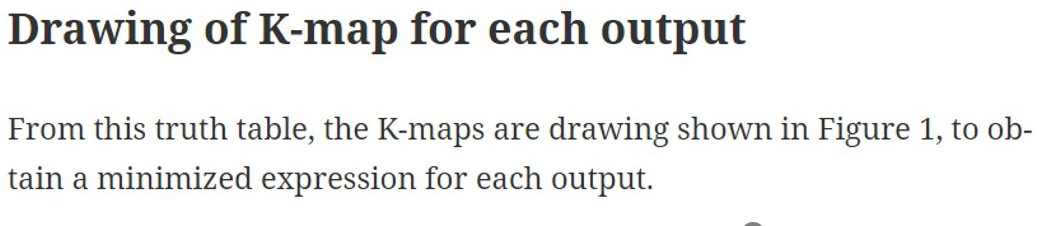 Drawing of K-map for each output
From this truth table, the K-maps are drawing shown in Figure 1, to ob-
tain a minimized expression for each output.